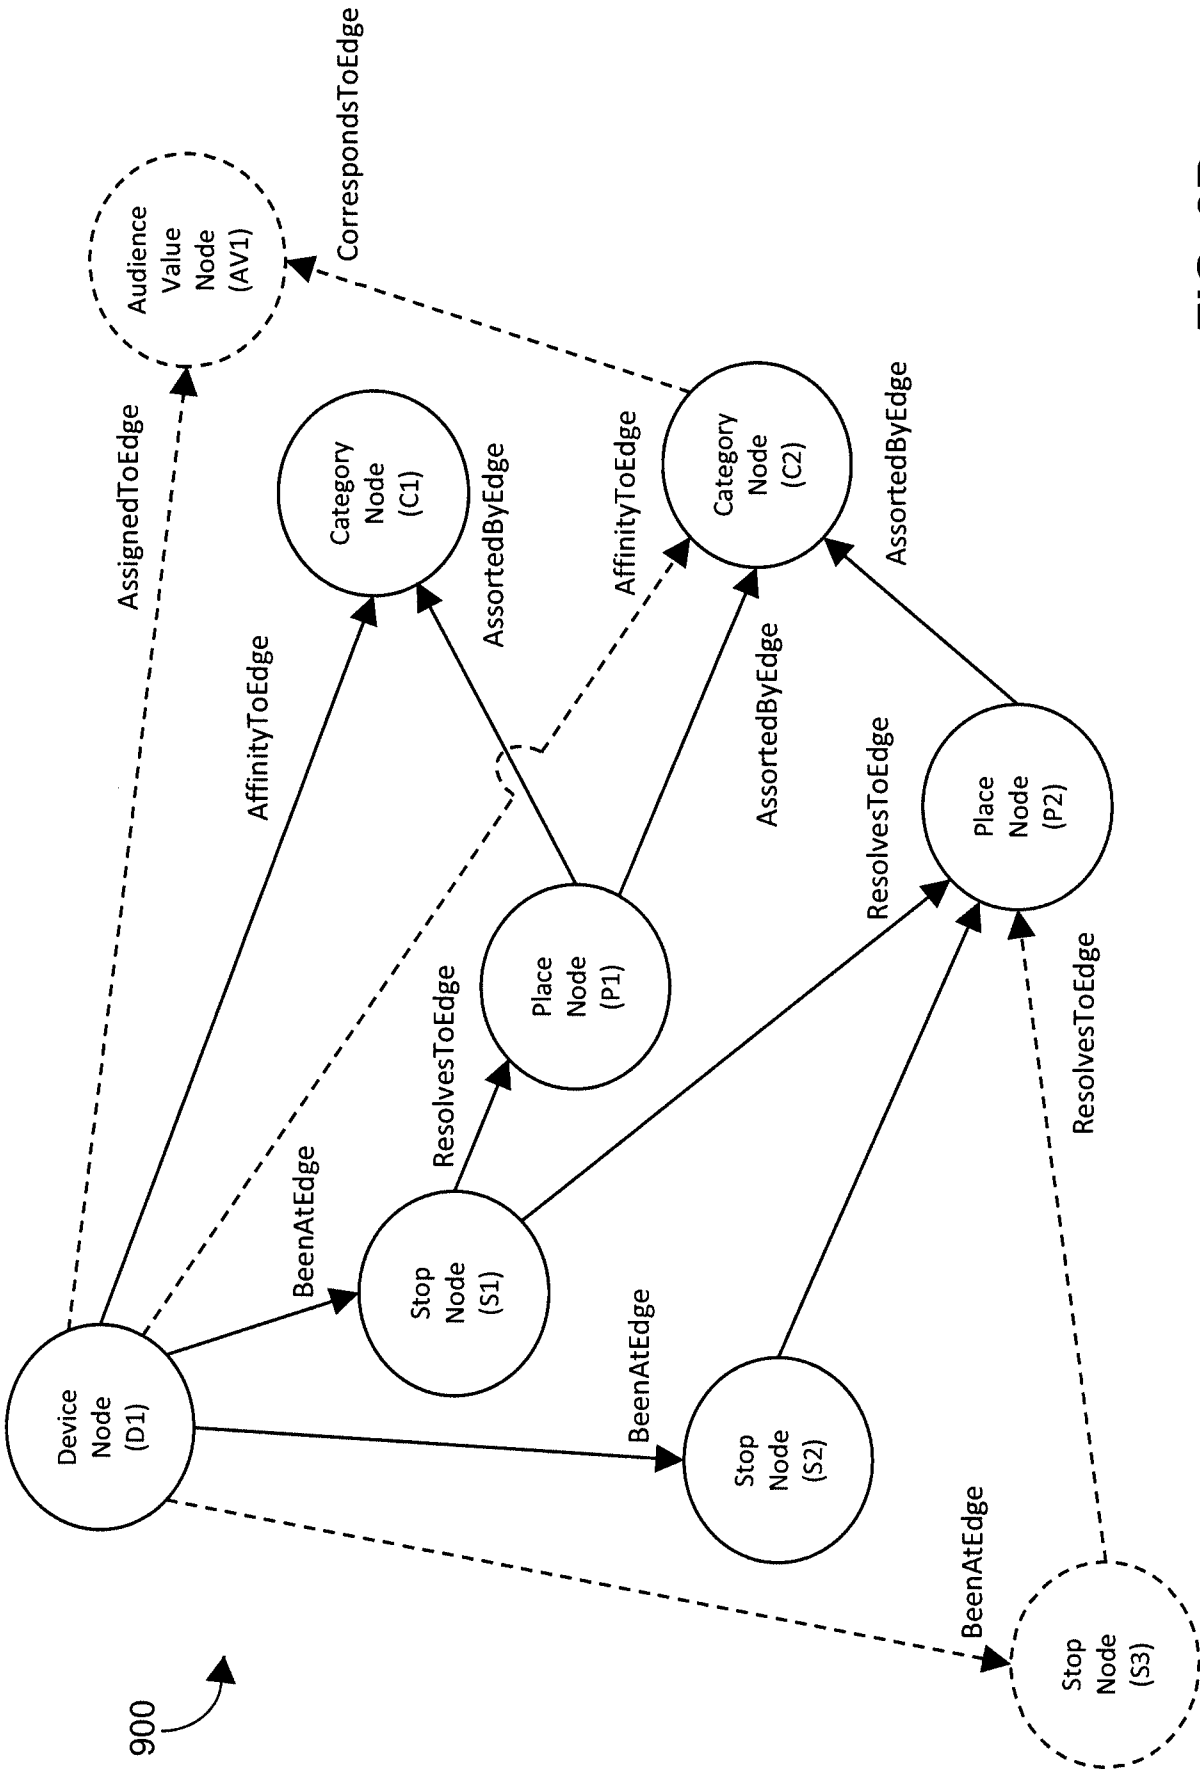 Device
Node
(D1)
900
AssignedToEdge
Audience
Value
Node
(AV1)
AffinityToEdge
BeenAtEdge
CorrespondsToEdge
Category
Node
(C1)
Stop
Node
(S1)
ResolvesToEdge
AssortedByEdge
Place
Node
(P1)
AffinityToEdge
BeenAtEdge
Category
Node
(C2)
Stop
Node
(S2)
AssortedByEdge
ResolvesToEdge
AssortedByEdge
BeenAtEdge
Place
Node
(P2)
ResolvesToEdge
Stop
Node
(S3)